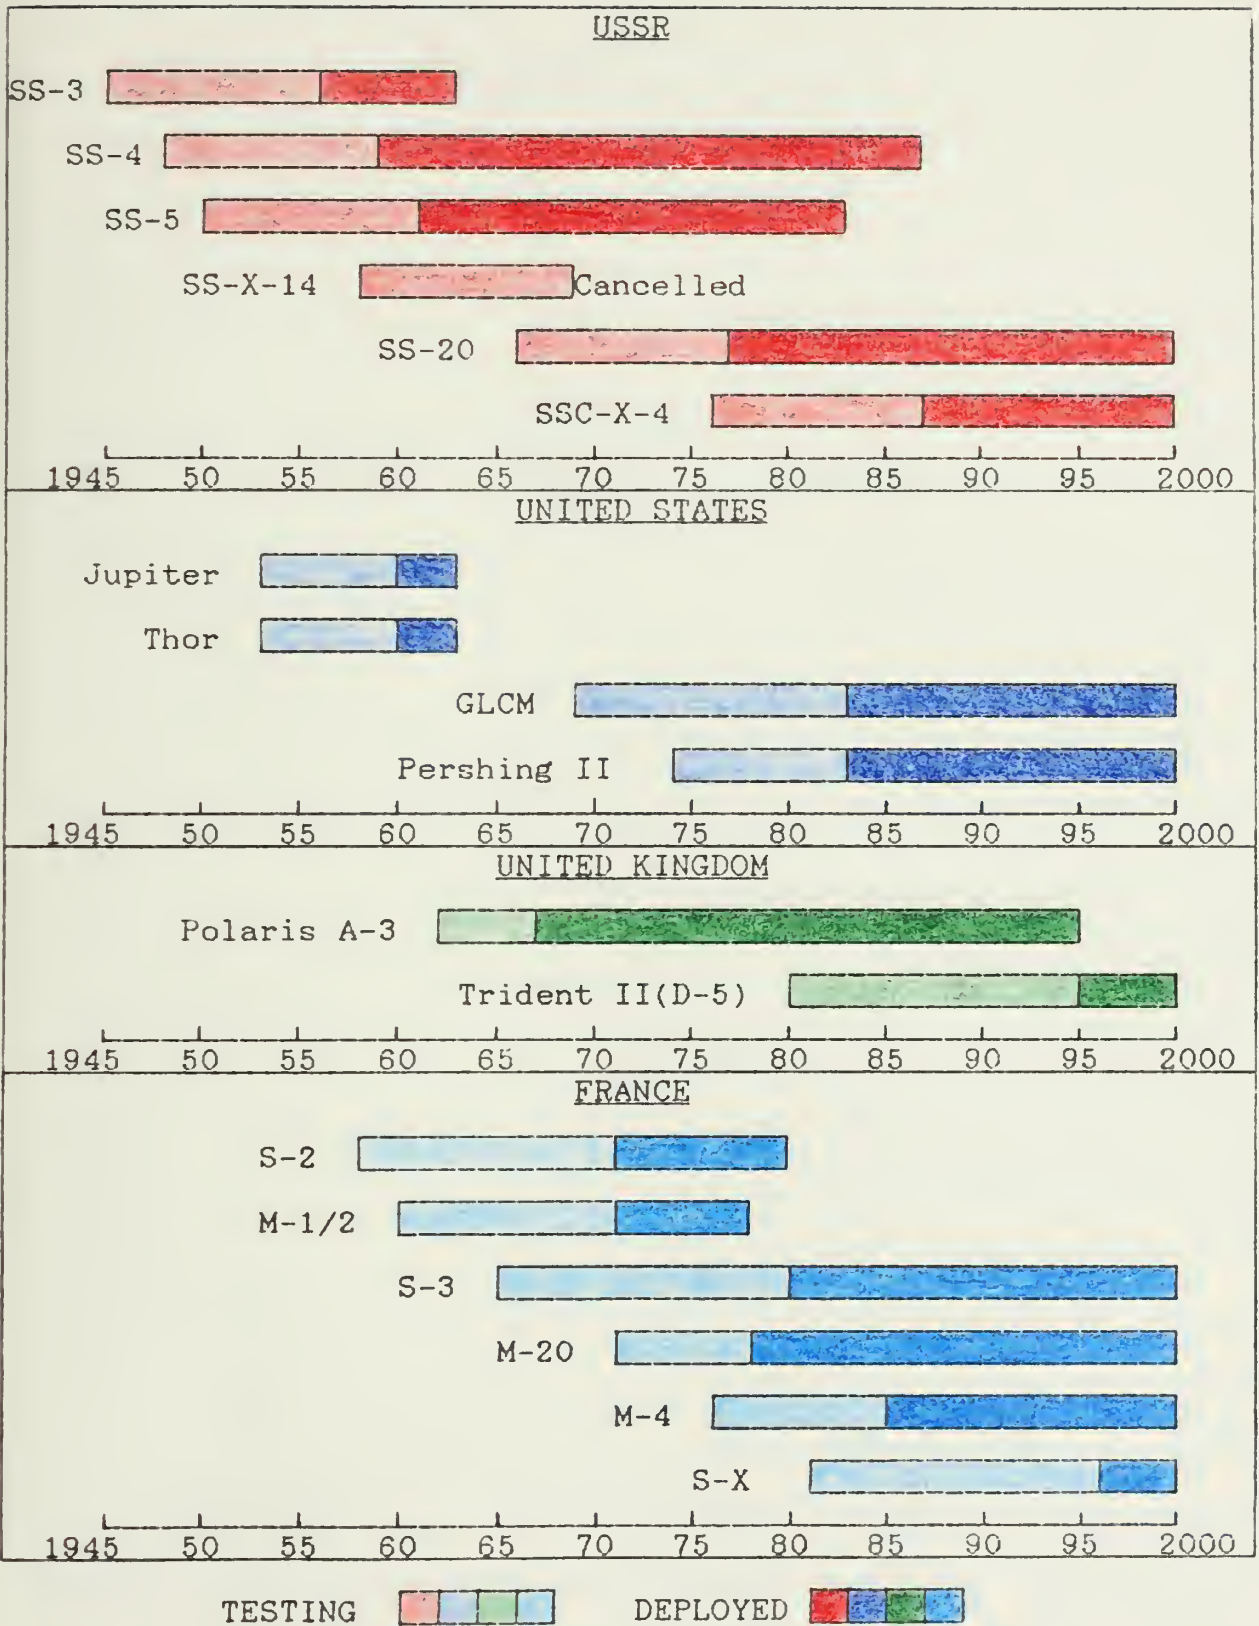 USSR
SS-3
SS-4
SS-5
SS-X-14 Cancelled
SS-20
SSC-X-4
1945 50 55 60 65 70 75 80 85 90 95 2000
UNITED STATES
Jupiter
Thor
GLCM
Pershing II
1945 50 55 60 65 70 75 80 85 90 95 2000
UNITED KINGDOM
Polaris A-3
Trident II(D-5)
1945 50 55 60 65 70 75 80 85 90 95 2000
FRANCE
S-2
M-1/2
S-3
M-20
M-4
S-X
1945 50 55 60 65 70 75 80 85 90 95 2000
TESTING DEPLOYED